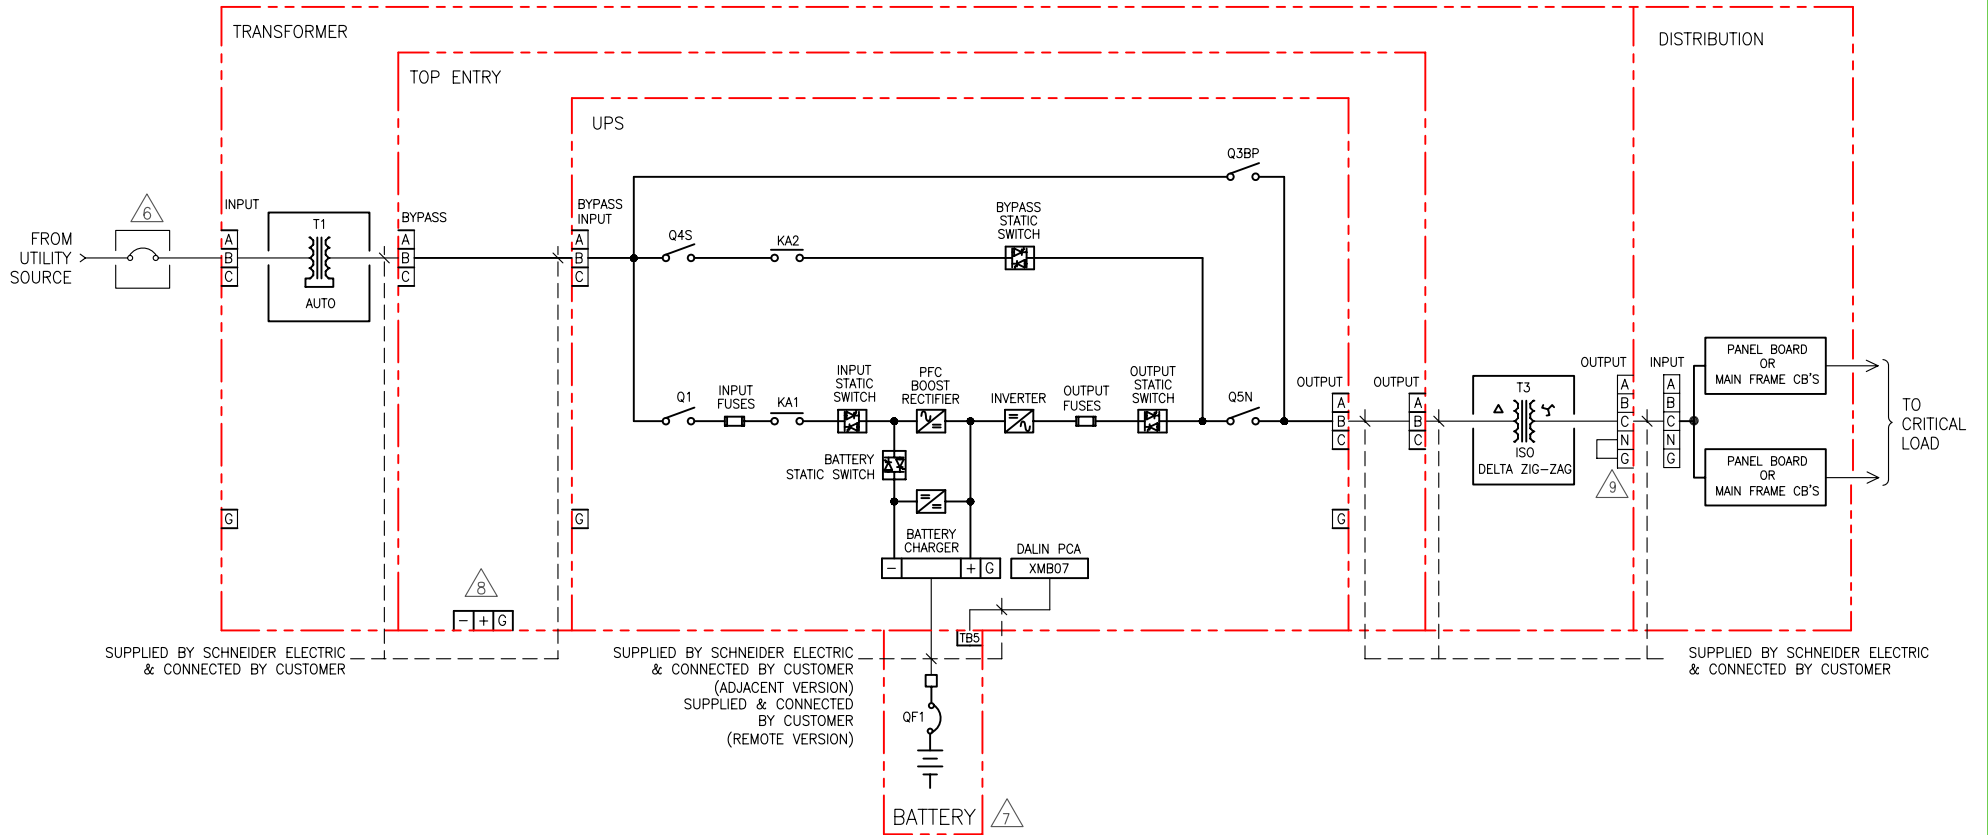 TRANSFORMER
DISTRIBUTION
TOP ENTRY
UPS
6
FROM
UTILITY
SOURCE
INPUT
A
B
C
T1
AUTO
BYPASS
A
B
C
BYPASS
INPUT
A
B
C
Q3BP
Q4S
KA2
BYPASS
STATIC
SWITCH
Q1
INPUT
FUSES
KA1
INPUT
STATIC
SWITCH
PFC
BOOST
RECTIFIER
INVERTER
OUTPUT
FUSES
OUTPUT
STATIC
SWITCH
Q5N
BATTERY
STATIC SWITCH
BATTERY
CHARGER
− + G
DALIN PCA
XMB07
TB5
OUTPUT
A
B
C
OUTPUT
A
B
C
T3
ISO
DELTA ZIG-ZAG
OUTPUT
A
B
C
N
G
9
INPUT
A
B
C
N
G
PANEL BOARD
OR
MAIN FRAME CB'S
PANEL BOARD
OR
MAIN FRAME CB'S
TO
CRITICAL
LOAD
G
G
G
8
− + G
SUPPLIED BY SCHNEIDER ELECTRIC
& CONNECTED BY CUSTOMER
SUPPLIED BY SCHNEIDER ELECTRIC
& CONNECTED BY CUSTOMER
(ADJACENT VERSION)
SUPPLIED & CONNECTED
BY CUSTOMER
(REMOTE VERSION)
QF1
BATTERY
7
SUPPLIED BY SCHNEIDER ELECTRIC
& CONNECTED BY CUSTOMER